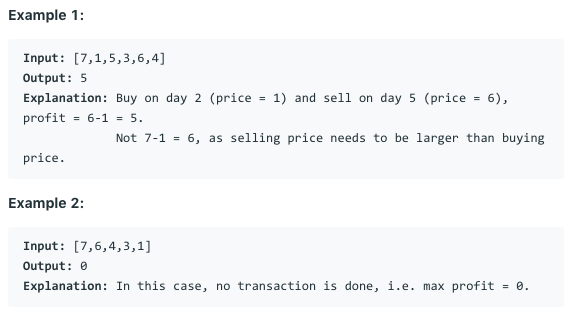 Example 1:
Input: [7,1,5,3,6,4]
Output: 5
Explanation: Buy on day 2 (price = 1) and sell on day 5 (price = 6),
profit = 6-1 = 5.
Not 7-1 = 6, as selling price needs to be larger than buying
price.
Example 2:
Input: [7,6,4,3,1]
Output: 0
Explanation: In this case, no transaction is done, i.e. max profit = 0.